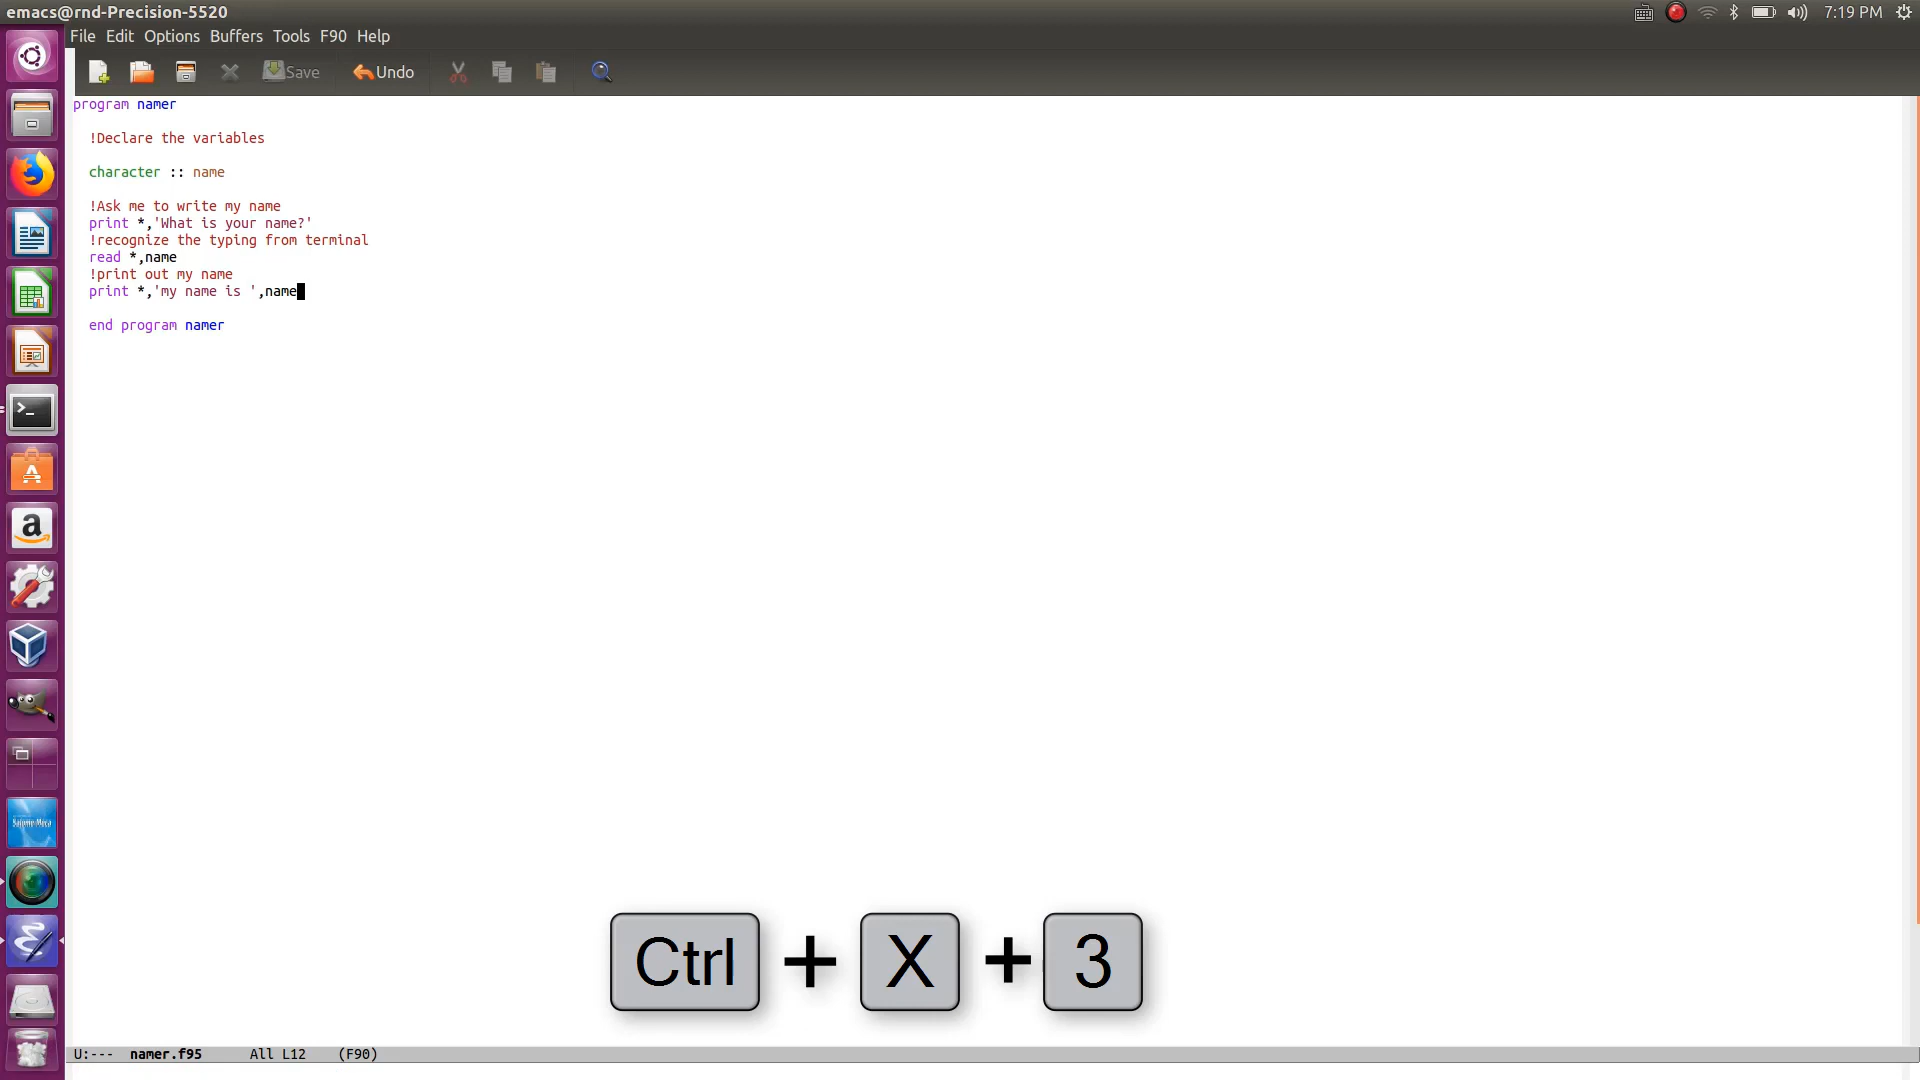 emacs@rnd-Precision-5520
7:19 PM
File Edit Options Buffers Tools F90 Help
Save Undo
program namer
!Declare the variables
character :: name
!Ask me to write my name
print *,'What is your name?'
!recognize the typing from terminal
read *,name
!print out my name
print *,'my name is ',name
end program namer
Salome-Meca
Ctrl + X + 3
U:--- namer.f95 All L12 (F90)